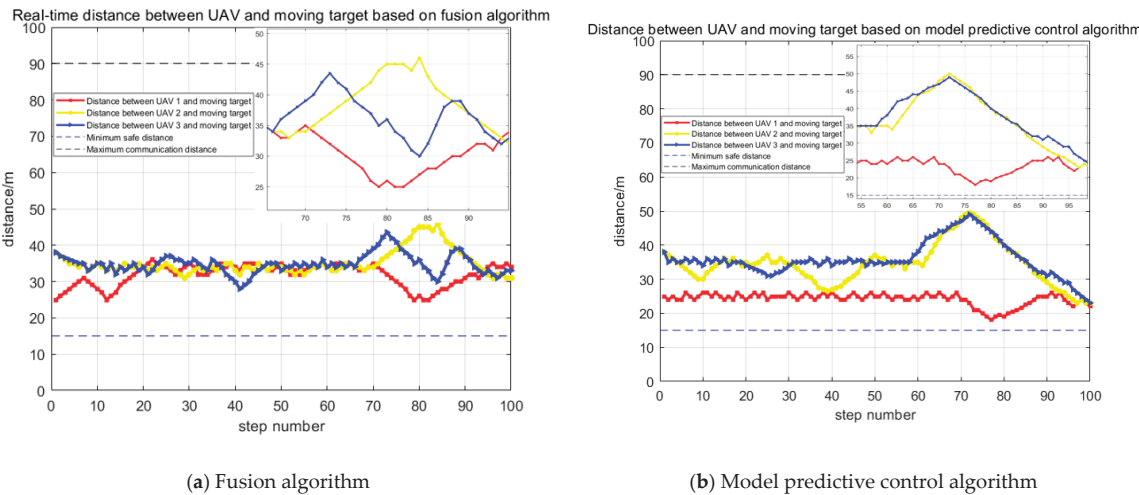 Real-time distance between UAV and moving target based on fusion algorithm
100
90
80
70
60
50
40
30
20
10
0
distance/m
0 10 20 30 40 50 60 70 80 90 100
step number
Distance between UAV 1 and moving target
Distance between UAV 2 and moving target
Distance between UAV 3 and moving target
Minimum safe distance
Maximum communication distance
50
45
40
35
30
25
70 75 80 85 90
(a) Fusion algorithm
Distance between UAV and moving target based on model predictive control algorithm
100
90
80
70
60
50
40
30
20
10
0
distance/m
0 10 20 30 40 50 60 70 80 90 100
step number
Distance between UAV 1 and moving target
Distance between UAV 2 and moving target
Distance between UAV 3 and moving target
Minimum safe distance
Maximum communication distance
55
50
45
40
35
30
25
20
15
55 60 65 70 75 80 85 90 95
(b) Model predictive control algorithm